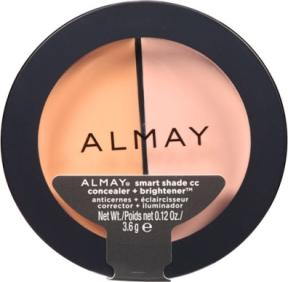 ALMAY
ALMAY® smart shade cc
concealer + brightener™
anticernes + éclaircisseur
corrector + iluminador
Net Wt./Poids net 0.12 Oz./
3.6 g ℮